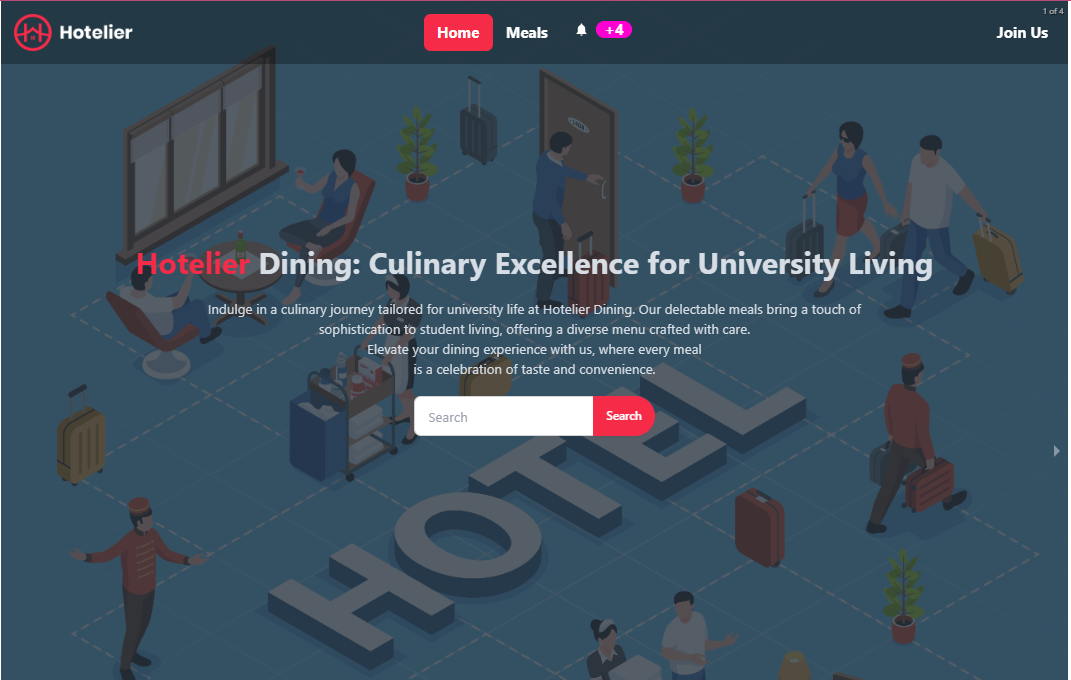 1 of 4
Hotelier
Home
Meals
+4
Join Us
Hotelier Dining: Culinary Excellence for University Living
Indulge in a culinary journey tailored for university life at Hotelier Dining. Our delectable meals bring a touch of
sophistication to student living, offering a diverse menu crafted with care.
Elevate your dining experience with us, where every meal
is a celebration of taste and convenience.
Search
Search
HOTEL